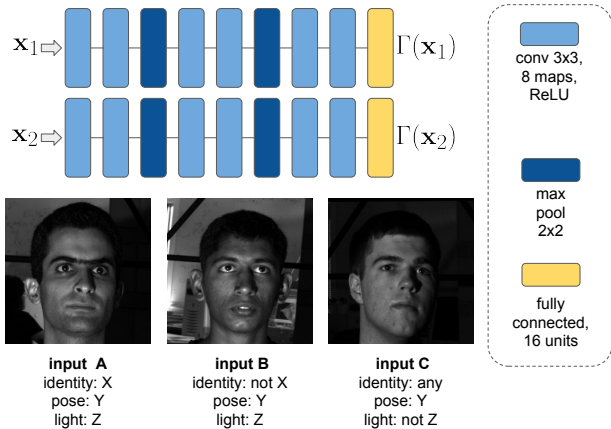 x₁ Γ(x₁)
x₂ Γ(x₂)
conv 3x3,
8 maps,
ReLU
max
pool
2x2
fully
connected,
16 units
input A
identity: X
pose: Y
light: Z
input B
identity: not X
pose: Y
light: Z
input C
identity: any
pose: Y
light: not Z